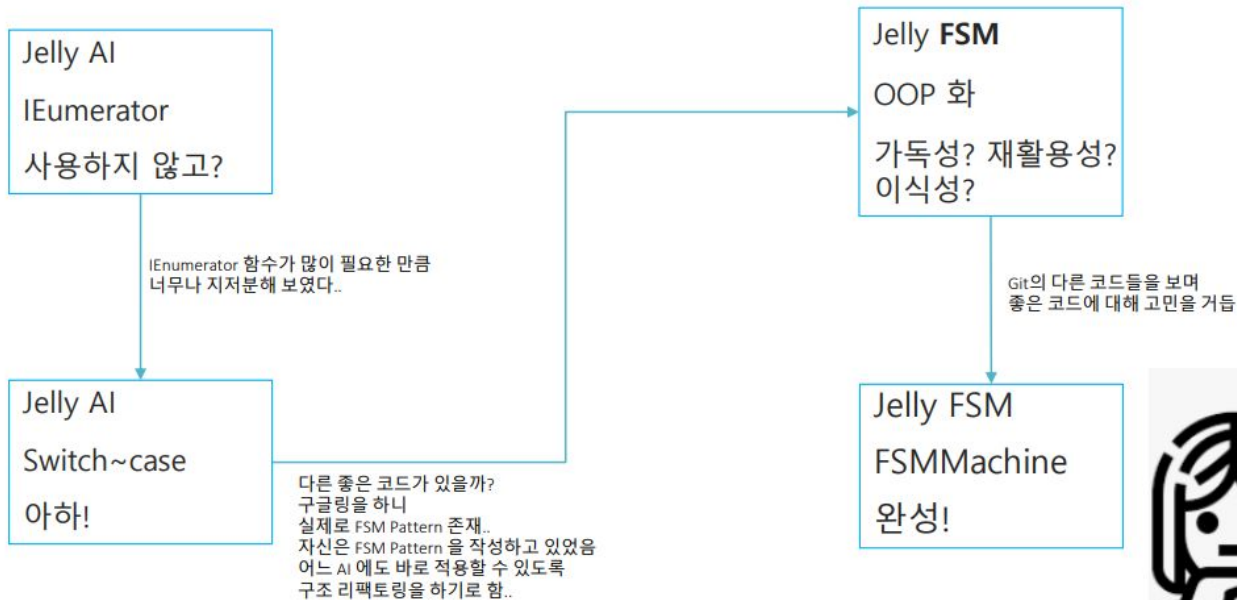 Jelly AI
IEumerator
사용하지 않고?
IEnumerator 함수가 많이 필요한 만큼
너무나 지저분해 보였다..
Jelly AI
Switch~case
아하!
다른 좋은 코드가 있을까?
구글링을 하니
실제로 FSM Pattern 존재..
자신은 FSM Pattern 을 작성하고 있었음
어느 AI 에도 바로 적용할 수 있도록
구조 리팩토링을 하기로 함..
Jelly FSM
OOP 화
가독성? 재활용성?
이식성?
Git의 다른 코드들을 보며
좋은 코드에 대해 고민을 거듭
Jelly FSM
FSMMachine
완성!